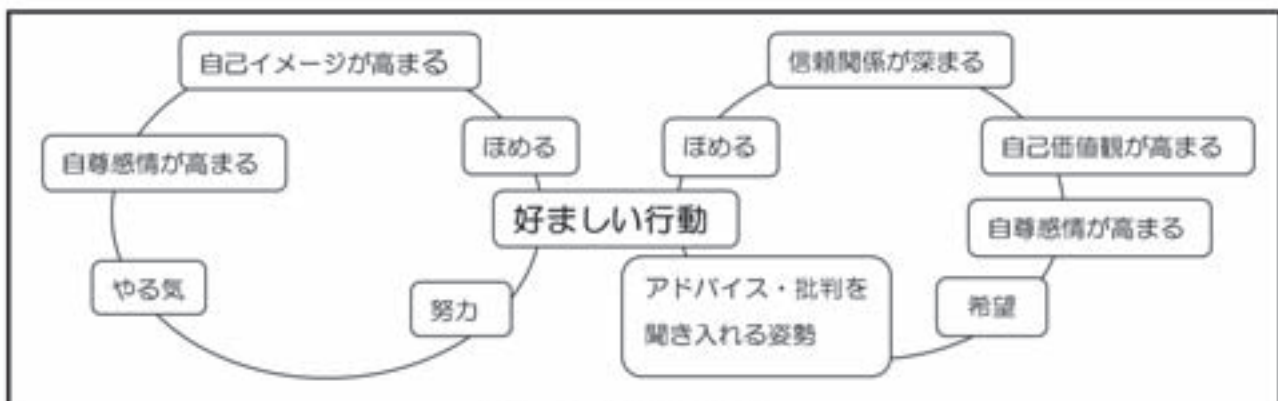 自己イメージが高まる
信頼関係が深まる
ほめる
ほめる
自尊感情が高まる
自己価値観が高まる
好ましい行動
自尊感情が高まる
やる気
努力
アドバイス・批判を
聞き入れる姿勢
希望